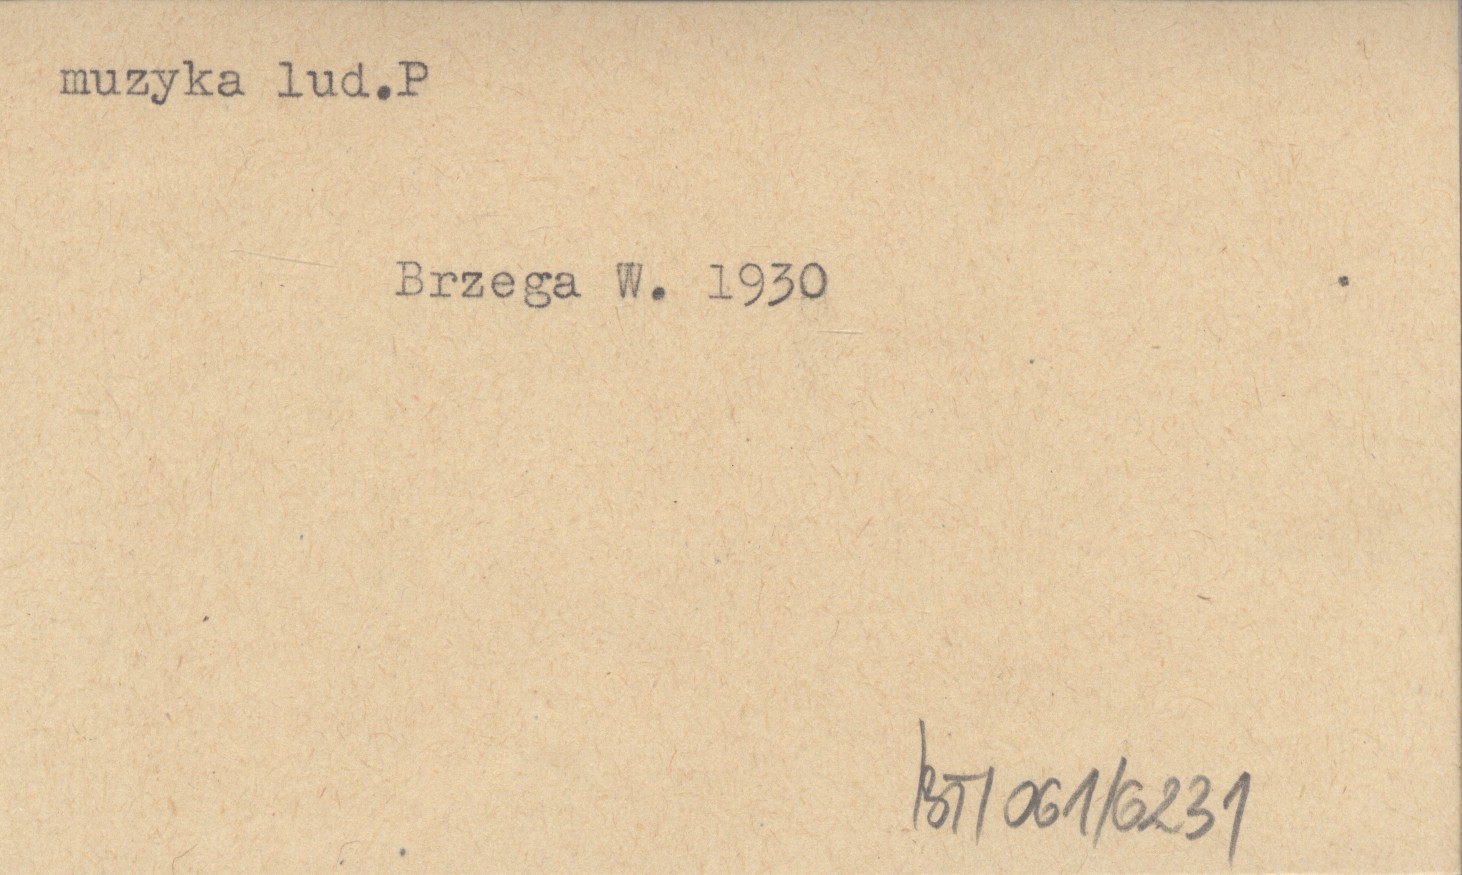 muzyka lud.P
Brzega W. 1930
BT/061/6231